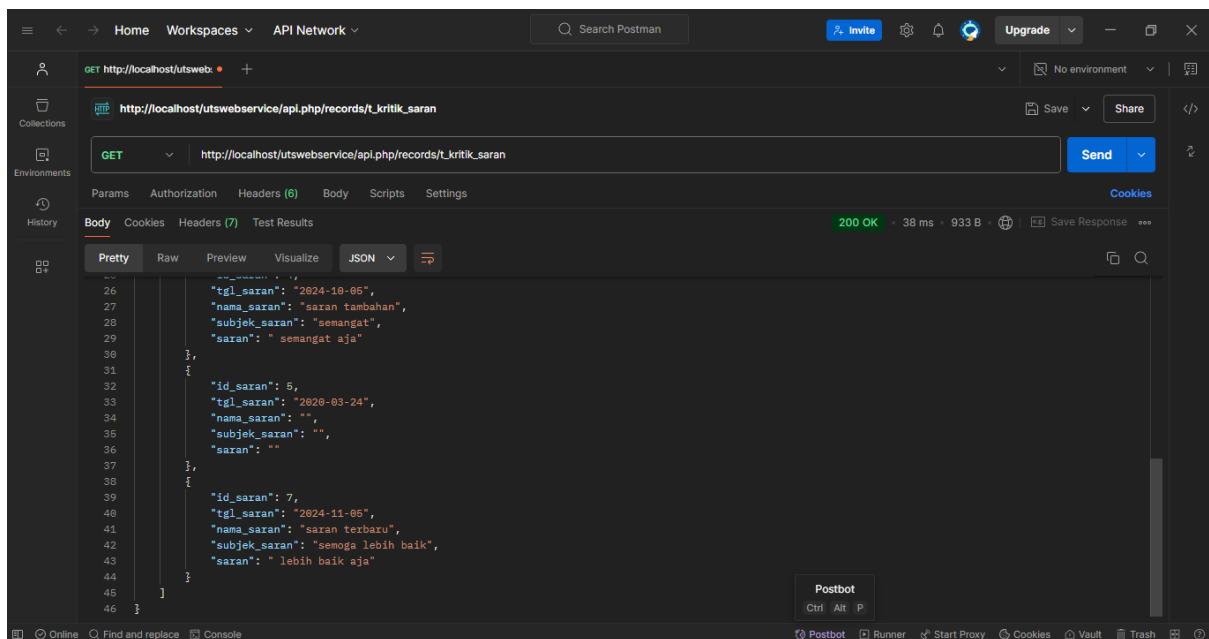 Home Workspaces API Network Search Postman Invite Upgrade
GET http://localhost/utsweb: No environment
HTTP http://localhost/utswebservice/api.php/records/t_kritik_saran Save Share
Collections
GET http://localhost/utswebservice/api.php/records/t_kritik_saran Send
Environments
Params Authorization Headers (6) Body Scripts Settings Cookies
History
Body Cookies Headers (7) Test Results 200 OK 38 ms 933 B Save Response
Pretty Raw Preview Visualize JSON
26 "tgl_saran": "2024-10-05",
27 "nama_saran": "saran tambahan",
28 "subjek_saran": "semangat",
29 "saran": " semangat aja"
30 },
31 {
32 "id_saran": 5,
33 "tgl_saran": "2020-03-24",
34 "nama_saran": "",
35 "subjek_saran": "",
36 "saran": ""
37 },
38 {
39 "id_saran": 7,
40 "tgl_saran": "2024-11-05",
41 "nama_saran": "saran terbaru",
42 "subjek_saran": "semoga lebih baik",
43 "saran": " lebih baik aja"
44 }
45 ]
46 }
Postbot
Ctrl Alt P
Online Find and replace Console Postbot Runner Start Proxy Cookies Vault Trash